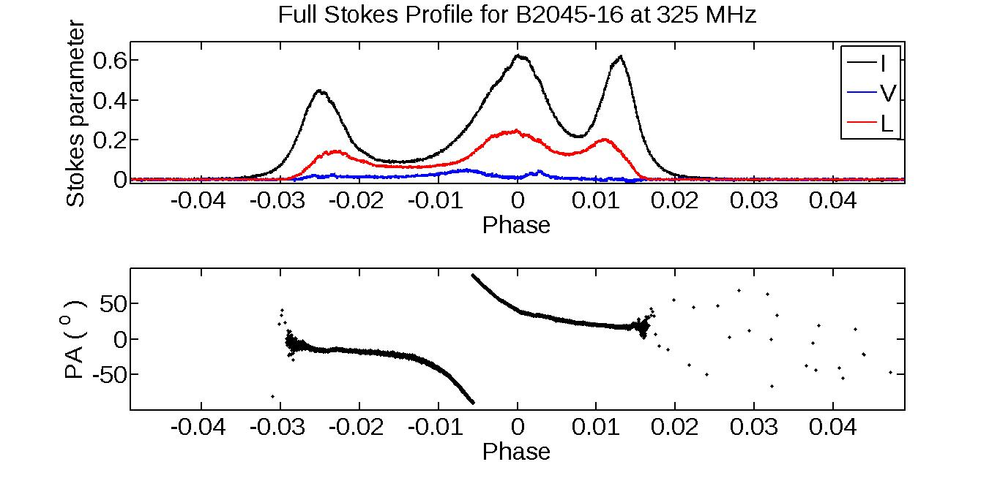 Full Stokes Profile for B2045-16 at 325 MHz
Stokes parameter
0.6
0.4
0.2
0
I
V
L
-0.04 -0.03 -0.02 -0.01 0 0.01 0.02 0.03 0.04
Phase
PA ( o )
50
0
-50
-0.04 -0.03 -0.02 -0.01 0 0.01 0.02 0.03 0.04
Phase